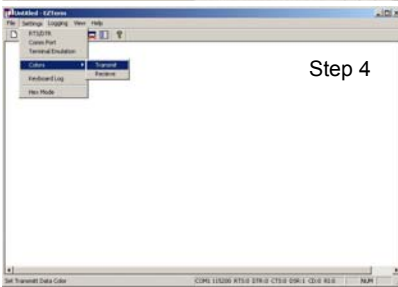 Untitled - EZTerm
File Settings Logging View Help
RTS/DTR
Comm Port
Terminal Emulation
Colors
Transmit
Receive
Keyboard Log
Hex Mode
Step 4
Set Transmit Data Color
COM1 115200 RTS:0 DTR:0 CTS:0 DSR:1 CD:0 RI:0
NUM